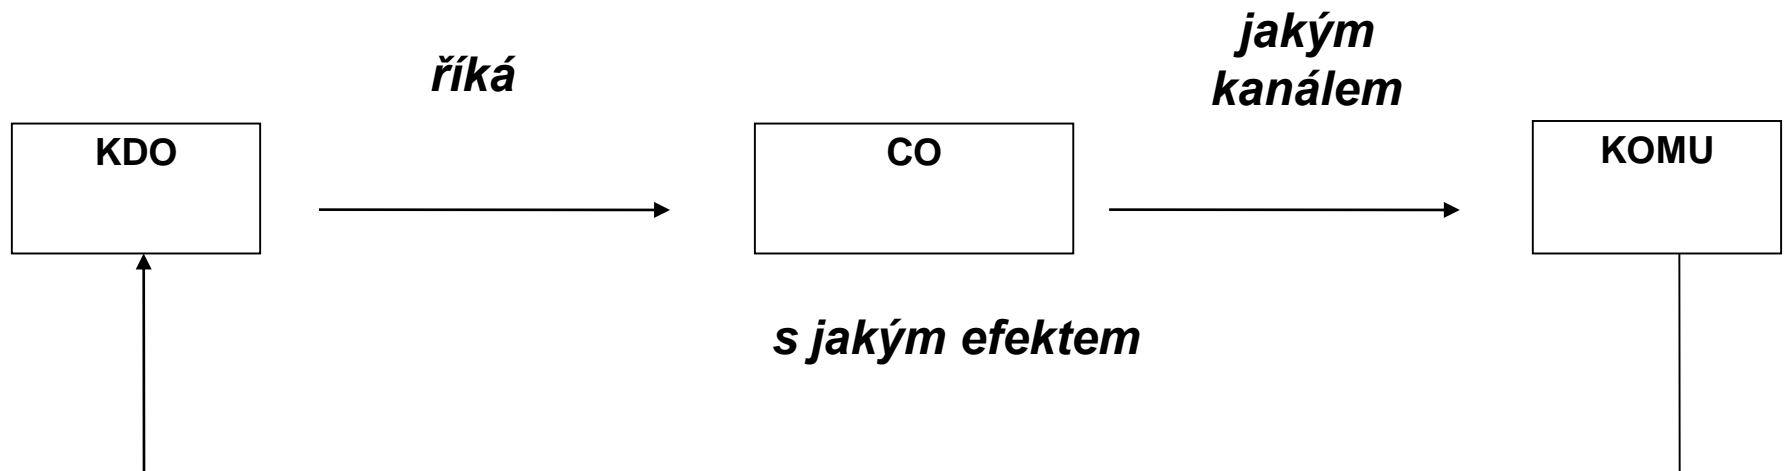 říká
jakým
kanálem
KDO
CO
KOMU
s jakým efektem